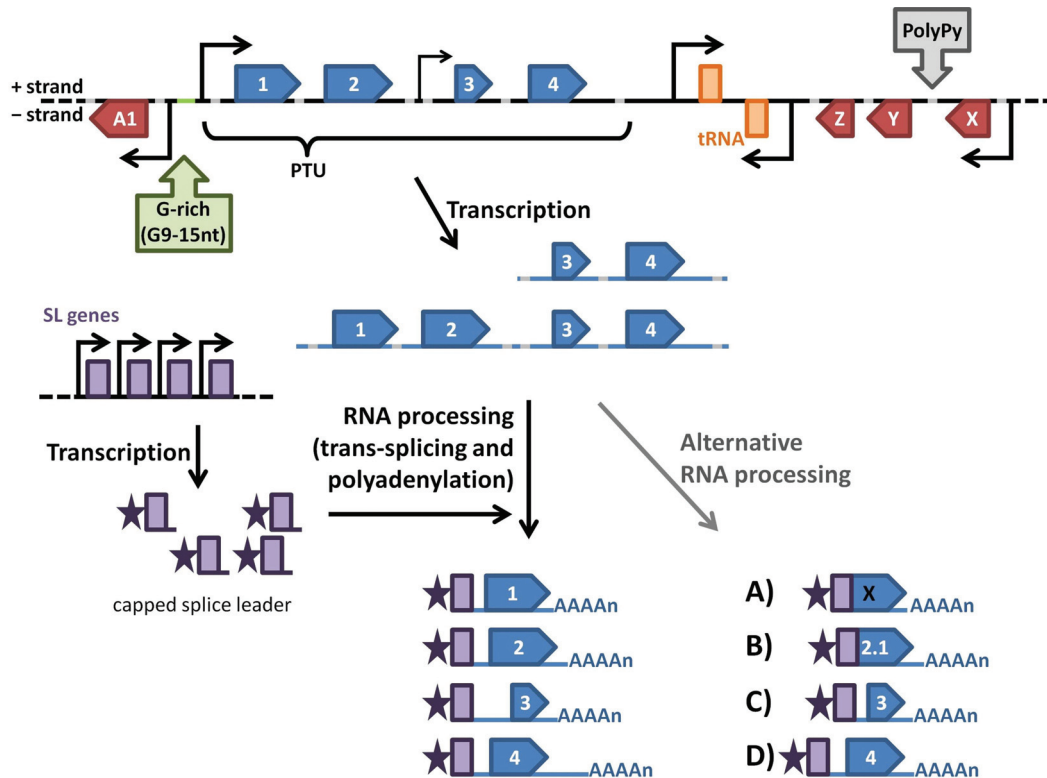 PolyPy
+ strand
1
2
3
4
− strand
A1
tRNA
Z
Y
X
PTU
G-rich
(G9-15nt)
Transcription
3
4
SL genes
1
2
3
4
Transcription
RNA processing
(trans-splicing and
polyadenylation)
Alternative
RNA processing
capped splice leader
1
AAAAn
2
AAAAn
3
AAAAn
4
AAAAn
A)
X
AAAAn
B)
2.1
AAAAn
C)
3
AAAAn
D)
4
AAAAn